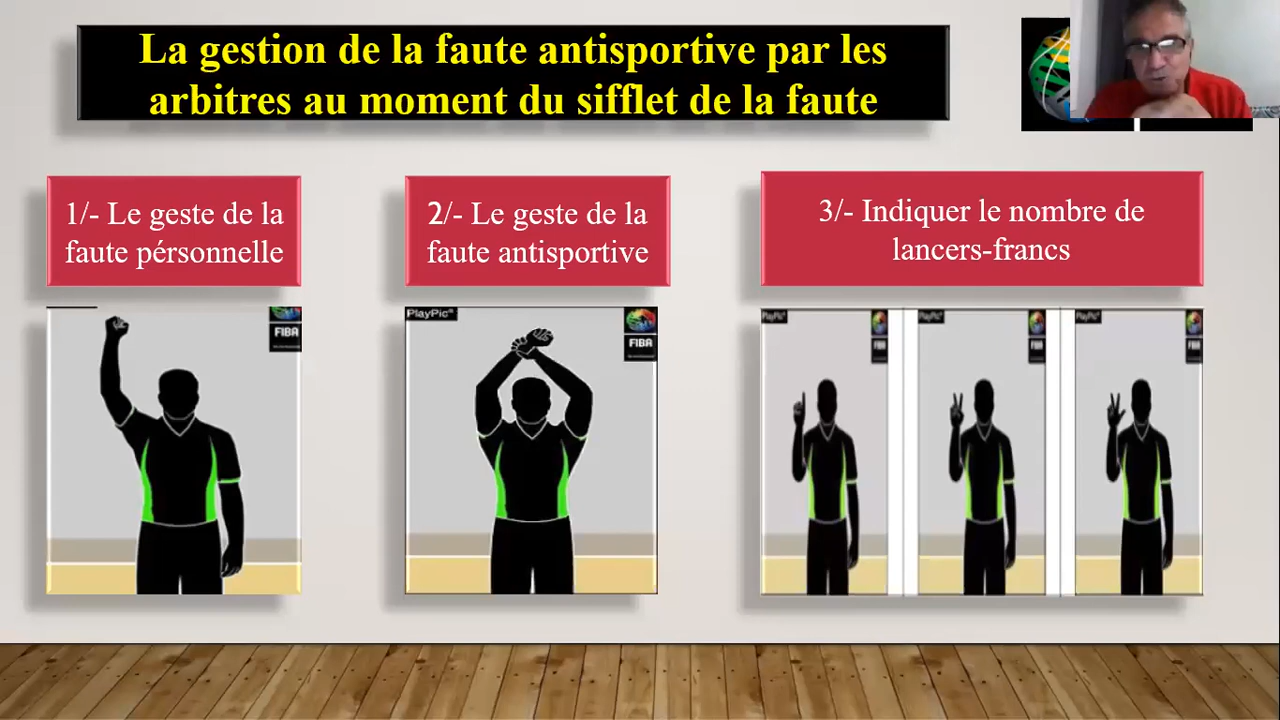 La gestion de la faute antisportive par les
arbitres au moment du sifflet de la faute
1/- Le geste de la
faute pérsonnelle
2/- Le geste de la
faute antisportive
3/- Indiquer le nombre de
lancers-francs
FIBA
PlayPic®
FIBA
PlayPic®
FIBA
PlayPic®
FIBA
PlayPic®
FIBA